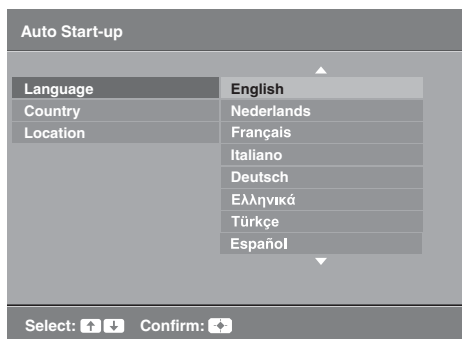 Auto Start-up
Language
Country
Location
English
Nederlands
Français
Italiano
Deutsch
Ελληνικά
Türkçe
Español
Select: Confirm: